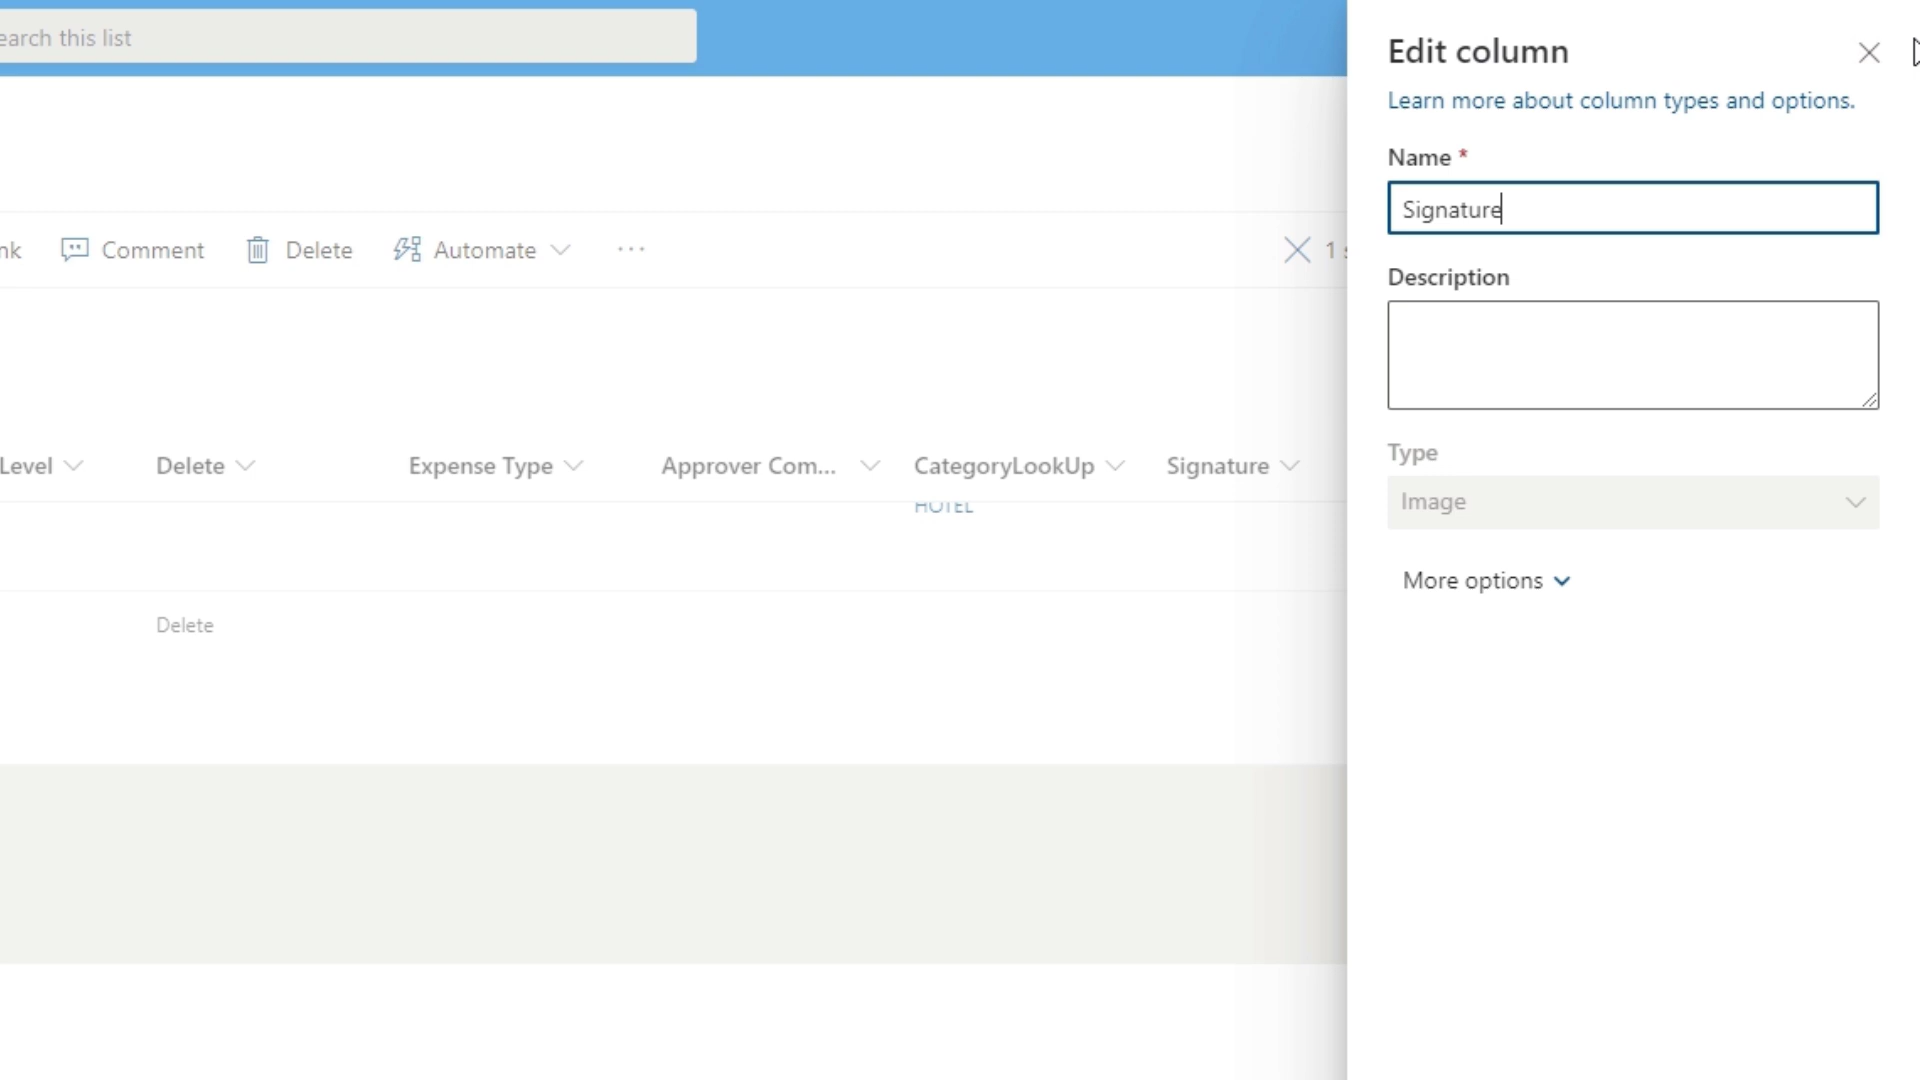 earch this list
nk
Comment
Delete
Automate
1
Level
Delete
Expense Type
Approver Com...
CategoryLookUp
Signature
HOTEL
Delete
Edit column
Learn more about column types and options.
Name *
Signature
Description
Type
Image
More options